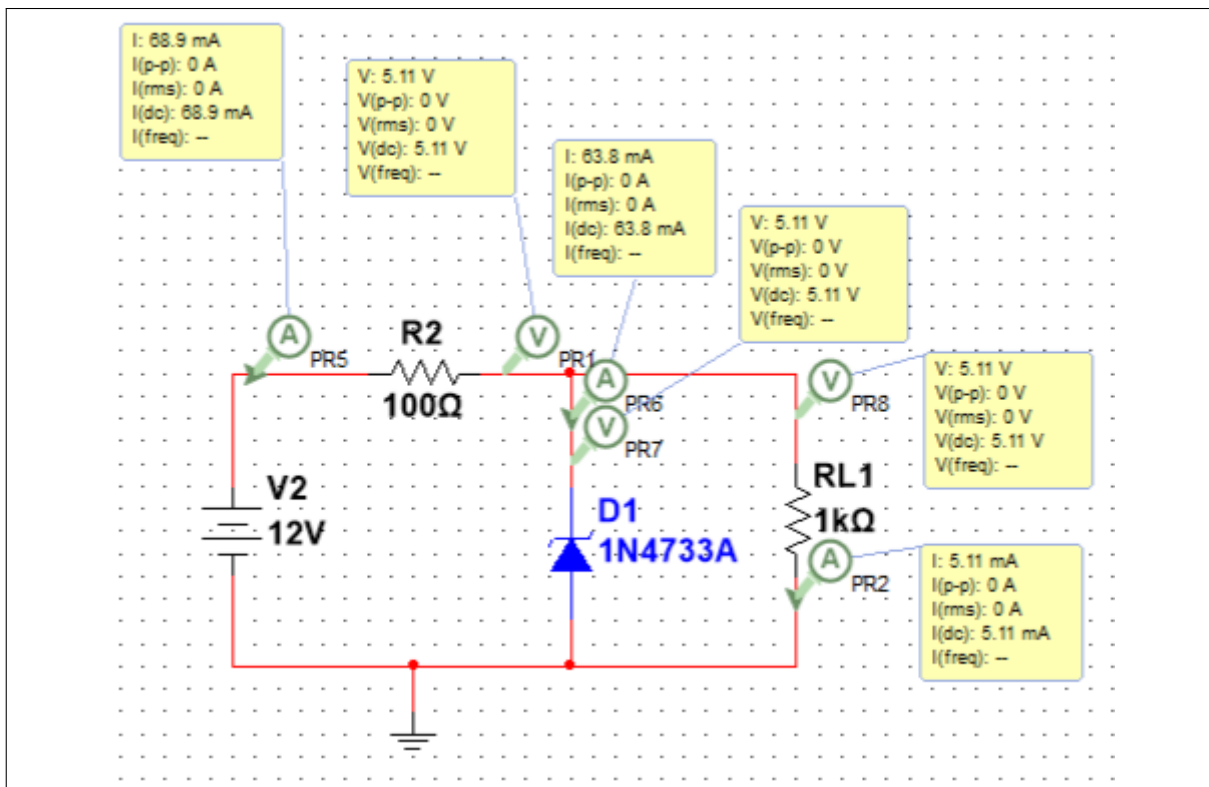 I: 68.9 mA
I(p-p): 0 A
I(rms): 0 A
I(dc): 68.9 mA
I(freq): --
V: 5.11 V
V(p-p): 0 V
V(rms): 0 V
V(dc): 5.11 V
V(freq): --
I: 63.8 mA
I(p-p): 0 A
I(rms): 0 A
I(dc): 63.8 mA
I(freq): --
V: 5.11 V
V(p-p): 0 V
V(rms): 0 V
V(dc): 5.11 V
V(freq): --
A
PR5
R2
100Ω
V
PR1
A
PR6
V
PR7
V
PR8
V: 5.11 V
V(p-p): 0 V
V(rms): 0 V
V(dc): 5.11 V
V(freq): --
V2
12V
D1
1N4733A
RL1
1kΩ
A
PR2
I: 5.11 mA
I(p-p): 0 A
I(rms): 0 A
I(dc): 5.11 mA
I(freq): --